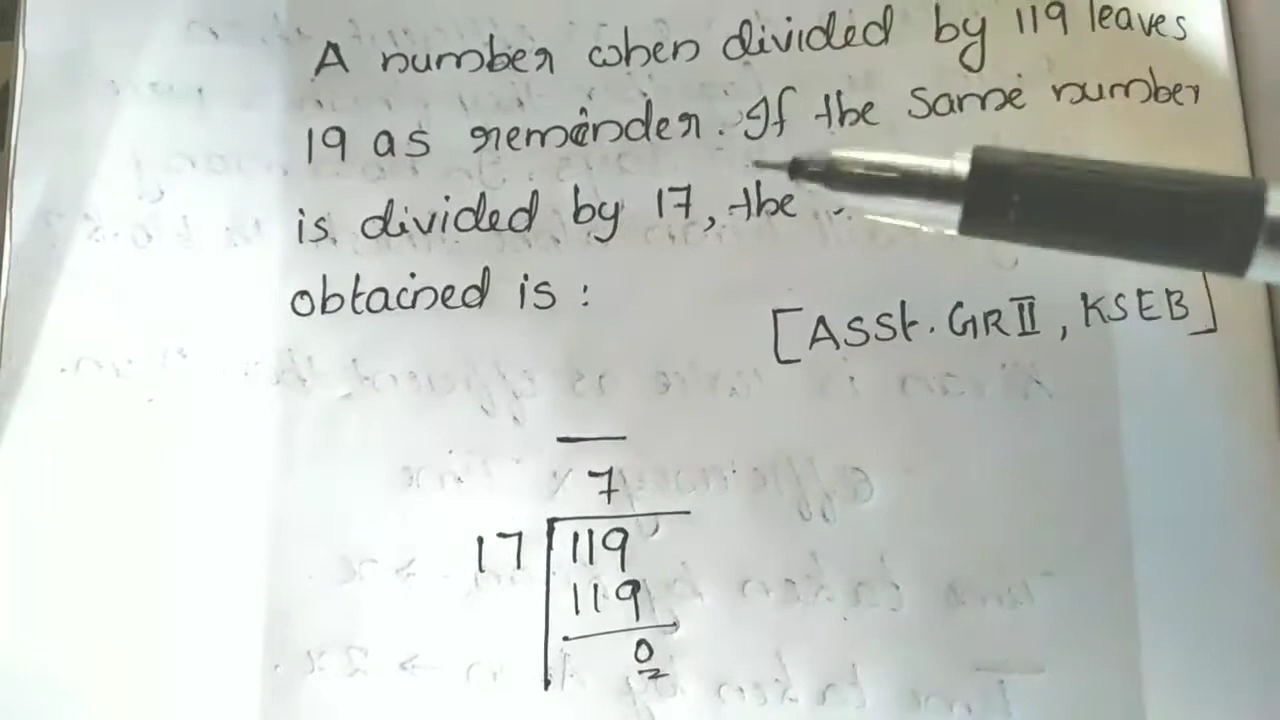 A number when divided by 119 leaves
19 as remainder. If the same number
is divided by 17, the
obtained is :
[ASSt. GR II, KSEB]
7
17 119
119
0